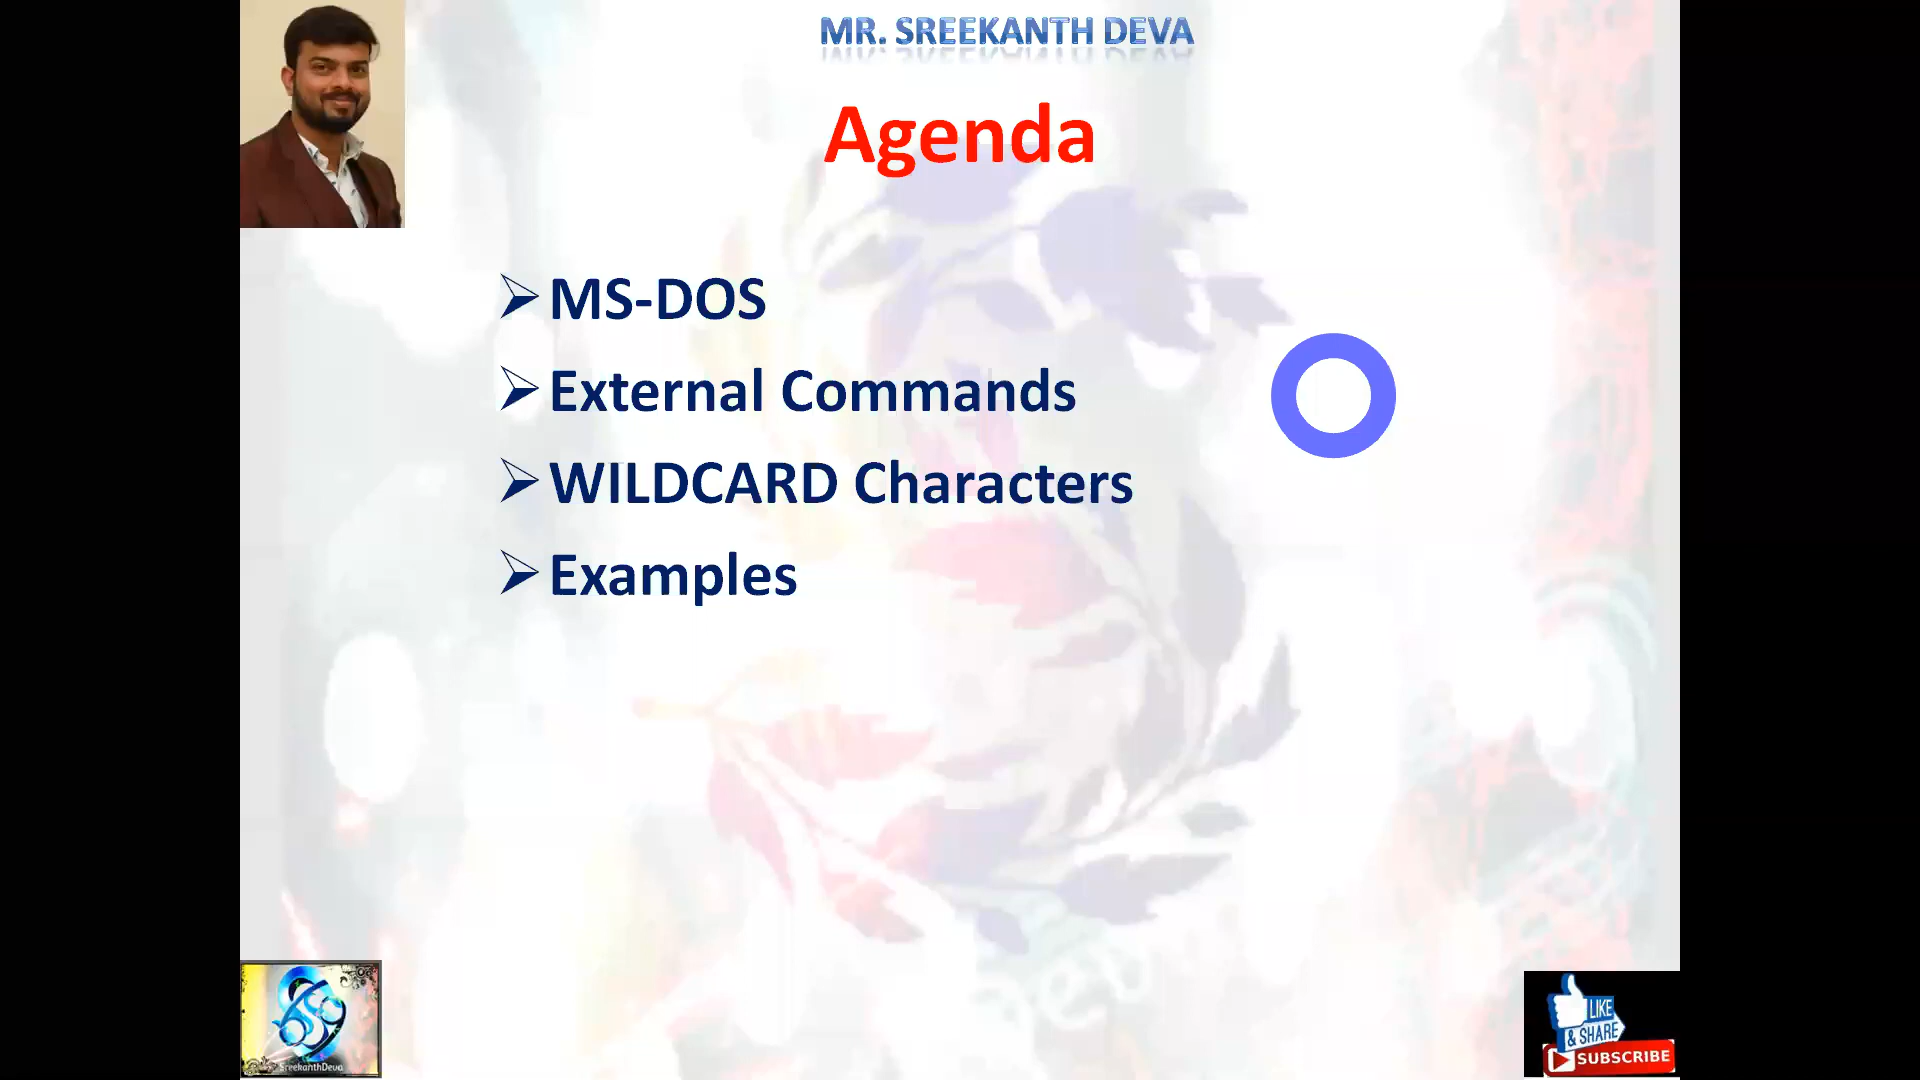 MR. SREEKANTH DEVA
Agenda
MS-DOS
External Commands
WILDCARD Characters
Examples
SreekanthDeva
LIKE
& SHARE
SUBSCRIBE